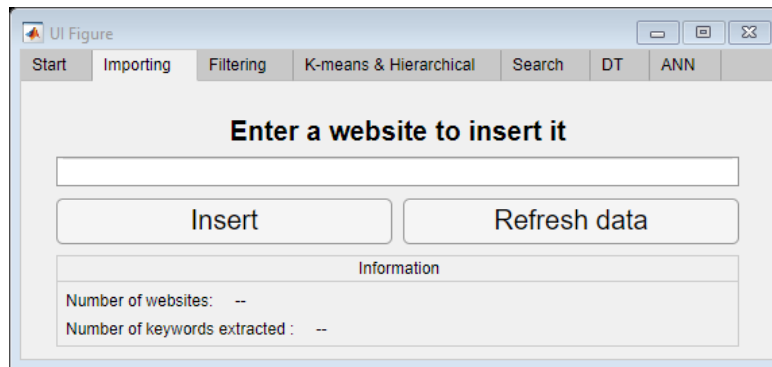 UI Figure
Start Importing Filtering K-means & Hierarchical Search DT ANN
Enter a website to insert it
Insert Refresh data
Information
Number of websites: --
Number of keywords extracted : --